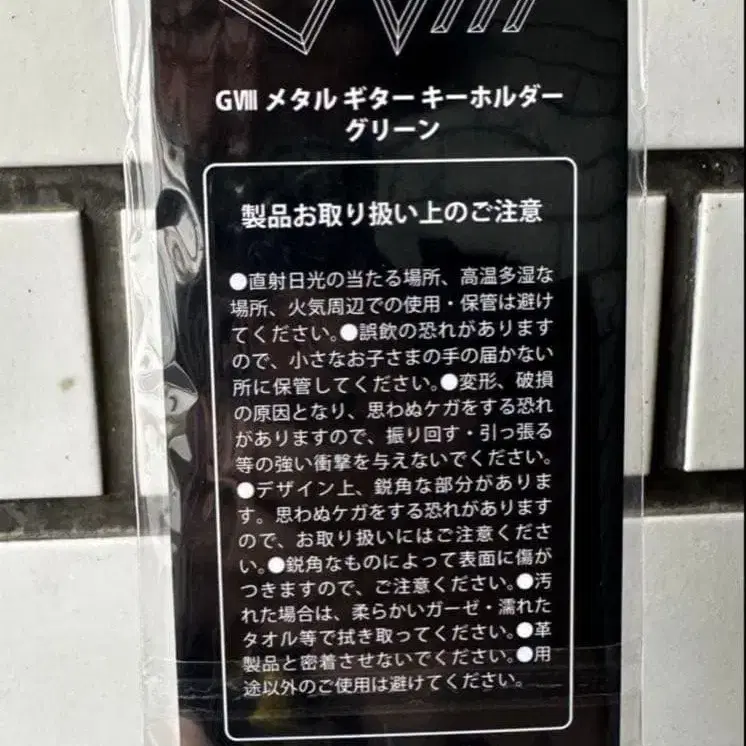 GⅧ メタル ギター キーホルダー
グリーン
製品お取り扱い上のご注意
●直射日光の当たる場所、高温多湿な
場所、火気周辺での使用・保管は避け
てください。●誤飲の恐れがあります
ので、小さなお子さまの手の届かない
所に保管してください。●変形、破損
の原因となり、思わぬケガをする恐れ
がありますので、振り回す・引っ張る
等の強い衝撃を与えないでください。
●デザイン上、鋭角な部分がありま
す。思わぬケガをする恐れがあります
ので、お取り扱いにはご注意くださ
い。●鋭角なものによって表面に傷が
つきますので、ご注意ください。●汚
れた場合は、柔らかいガーゼ・濡れた
タオル等で拭き取ってください。●革
製品と密着させないでください。●用
途以外のご使用は避けてください。